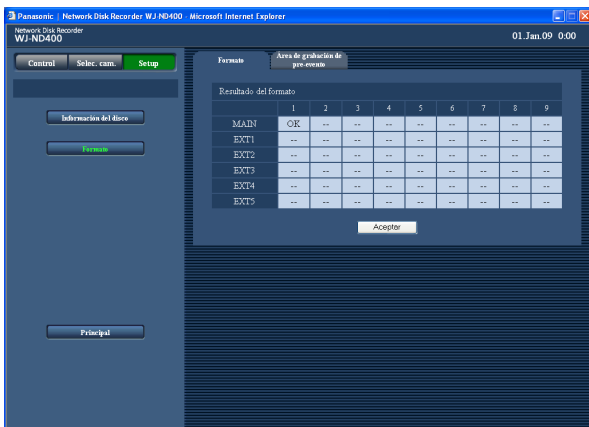 Panasonic | Network Disk Recorder WJ-ND400 - Microsoft Internet Explorer
Network Disk Recorder
WJ-ND400
01.Jan.09 0:00
Control Selec. cam. Setup
Información del disco
Formato
Principal
Formato
Area de grabación de
pre-evento
Resultado del formato
1 2 3 4 5 6 7 8 9
MAIN OK -- -- -- -- -- -- -- --
EXT1 -- -- -- -- -- -- -- -- --
EXT2 -- -- -- -- -- -- -- -- --
EXT3 -- -- -- -- -- -- -- -- --
EXT4 -- -- -- -- -- -- -- -- --
EXT5 -- -- -- -- -- -- -- -- --
Aceptar